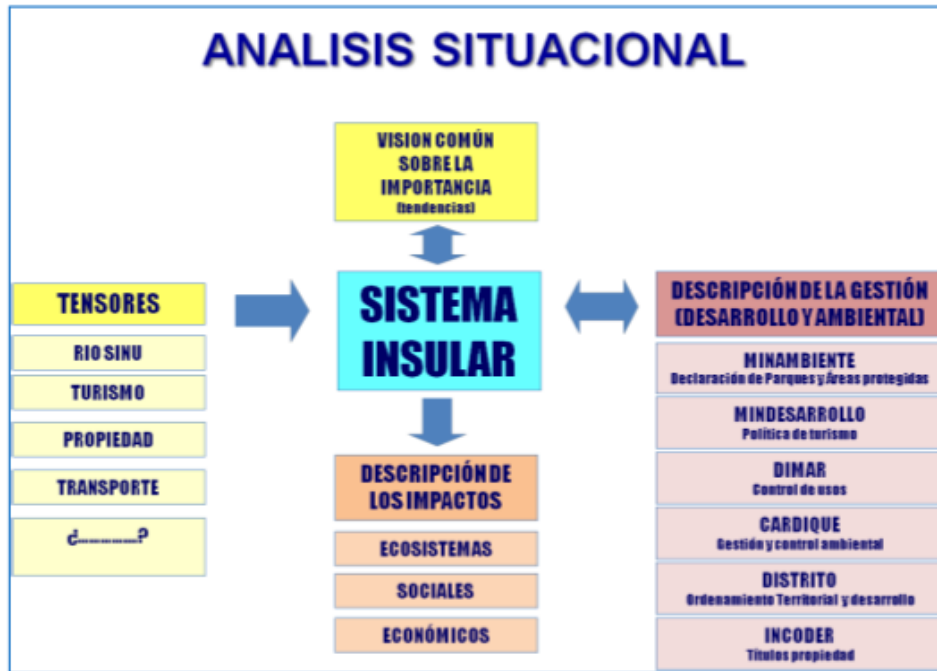 ANALISIS SITUACIONAL
VISION COMÚN
SOBRE LA
IMPORTANCIA
(tendencias)
TENSORES
RIO SINU
TURISMO
PROPIEDAD
TRANSPORTE
¿...............?
SISTEMA
INSULAR
DESCRIPCIÓN DE
LOS IMPACTOS
ECOSISTEMAS
SOCIALES
ECONÓMICOS
DESCRIPCIÓN DE LA GESTIÓN
(DESARROLLO Y AMBIENTAL)
MINAMBIENTE
Declaración de Parques y Áreas protegidas
MINDESARROLLO
Política de turismo
DIMAR
Control de usos
CARDIQUE
Gestión y control ambiental
DISTRITO
Ordenamiento Territorial y desarrollo
INCODER
Títulos propiedad